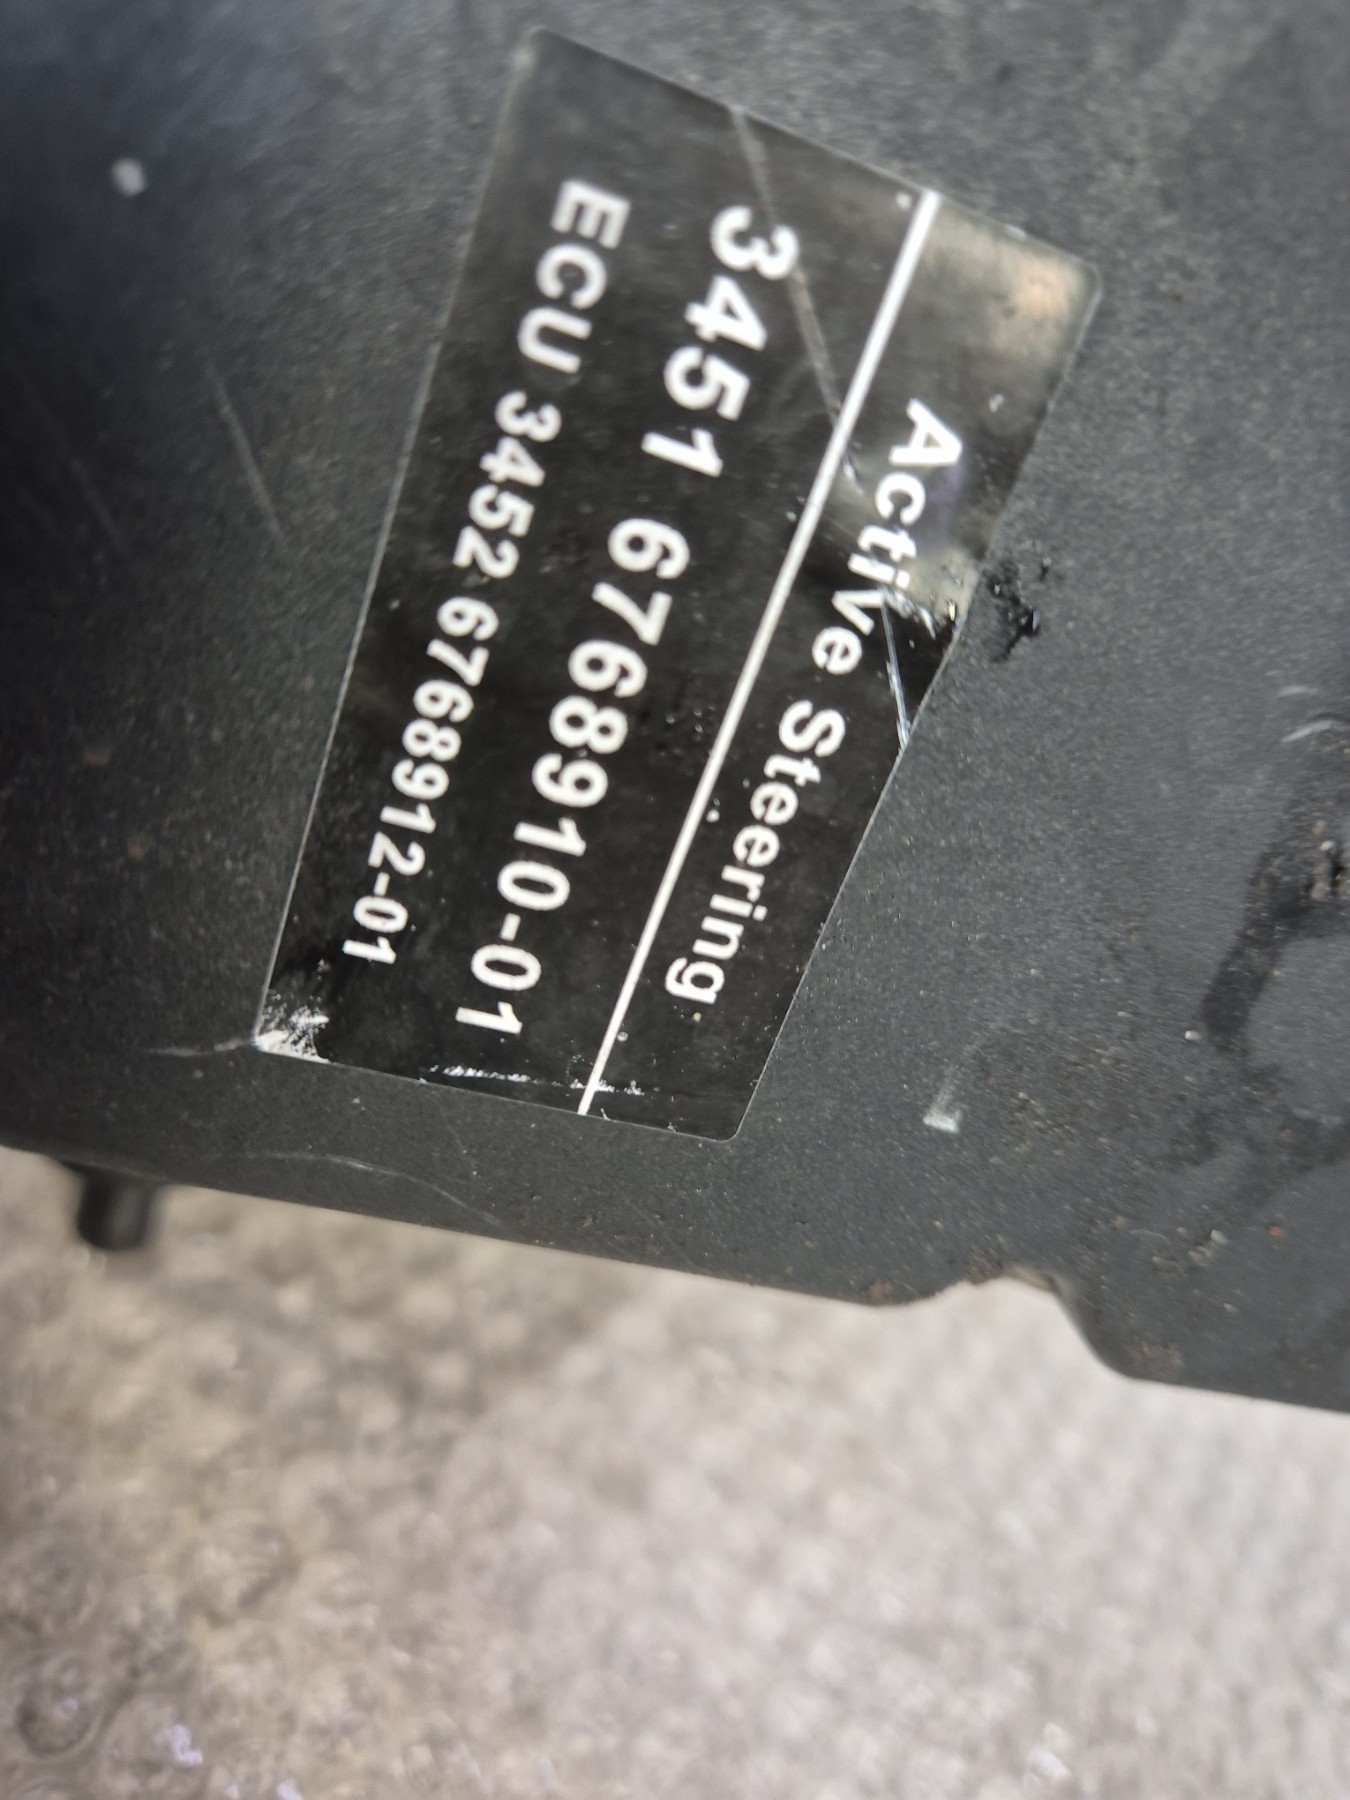 Active Steering
3451 6768910-01
ECU 3452 6768912-01